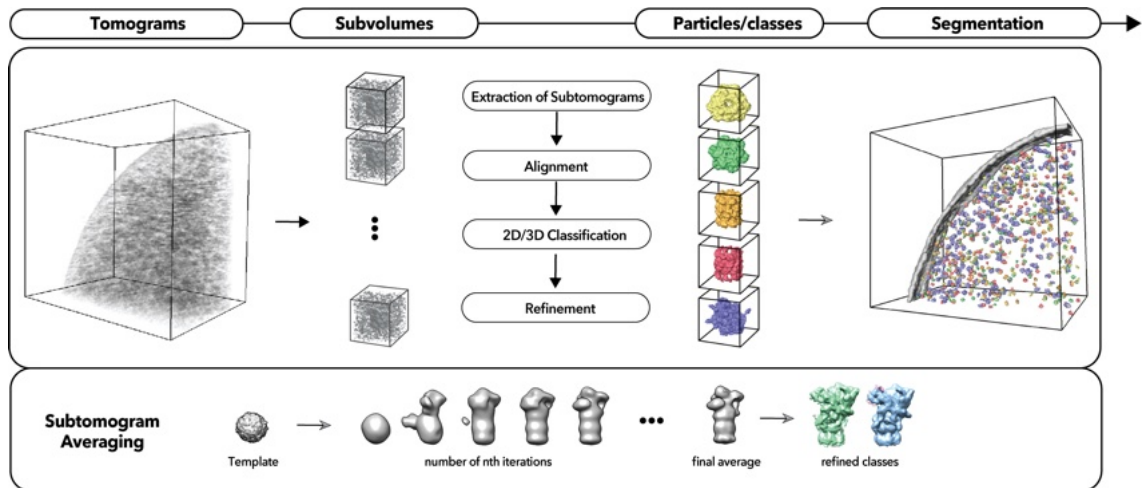 Tomograms
Subvolumes
Particles/classes
Segmentation
Extraction of Subtomograms
Alignment
2D/3D Classification
Refinement
Subtomogram
Averaging
Template
number of nth iterations
final average
refined classes